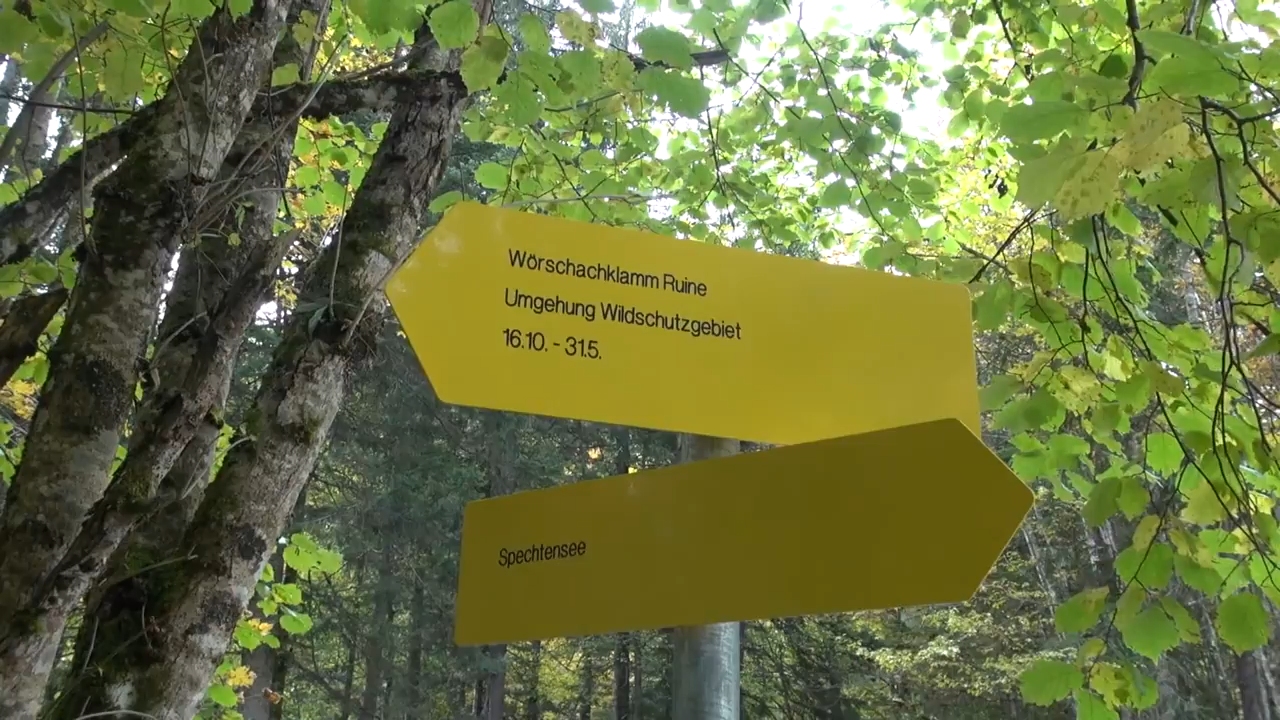 Wörschachklamm Ruine
Umgehung Wildschutzgebiet
16.10. - 31.5.
Spechtensee